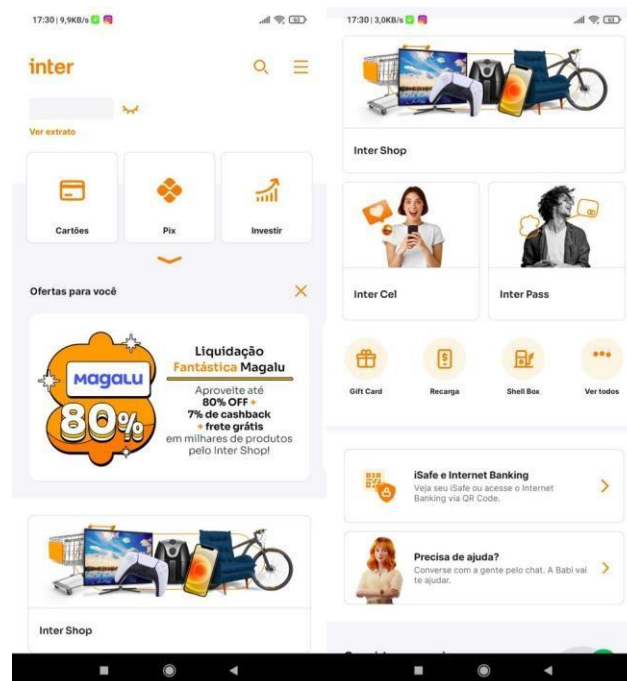 17:30 | 9,9KB/s
63
inter
Ver extrato
Cartões
Pix
Investir
Ofertas para você
Magalu
80%
Liquidação
Fantástica Magalu
Aproveite até
80% OFF +
7% de cashback
+ frete grátis
em milhares de produtos
pelo Inter Shop!
Inter Shop
17:30 | 3,0KB/s
63
Inter Shop
Inter Cel
Inter Pass
Gift Card
Recarga
Shell Box
Ver todos
iSafe e Internet Banking
Veja seu iSafe ou acesse o Internet
Banking via QR Code.
Precisa de ajuda?
Converse com a gente pelo chat. A Babi vai
te ajudar.